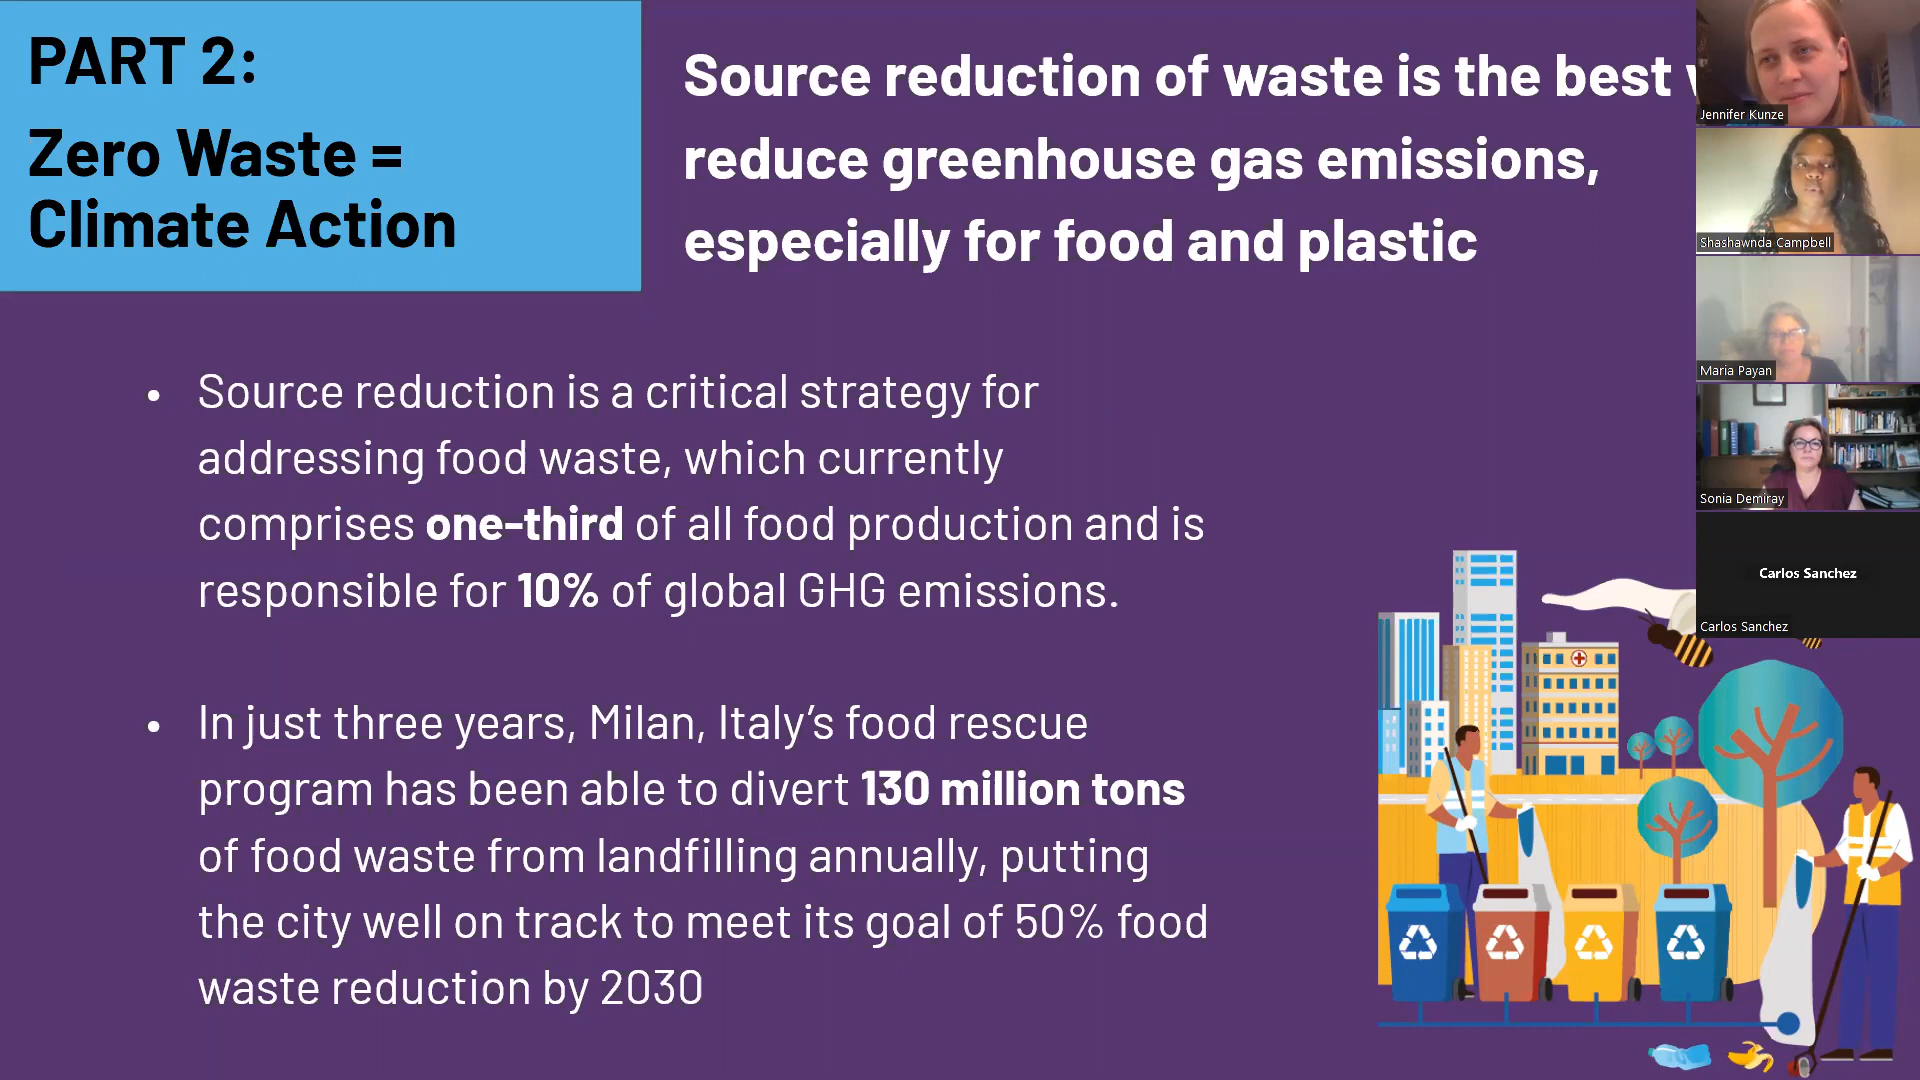 PART 2:
Zero Waste =
Climate Action
Source reduction of waste is the best
reduce greenhouse gas emissions,
especially for food and plastic
• Source reduction is a critical strategy for
addressing food waste, which currently
comprises one-third of all food production and is
responsible for 10% of global GHG emissions.
• In just three years, Milan, Italy's food rescue
program has been able to divert 130 million tons
of food waste from landfilling annually, putting
the city well on track to meet its goal of 50% food
waste reduction by 2030
Jennifer Kunze
Shashawnda Campbell
Maria Payan
Sonia Demiray
Carlos Sanchez
Carlos Sanchez